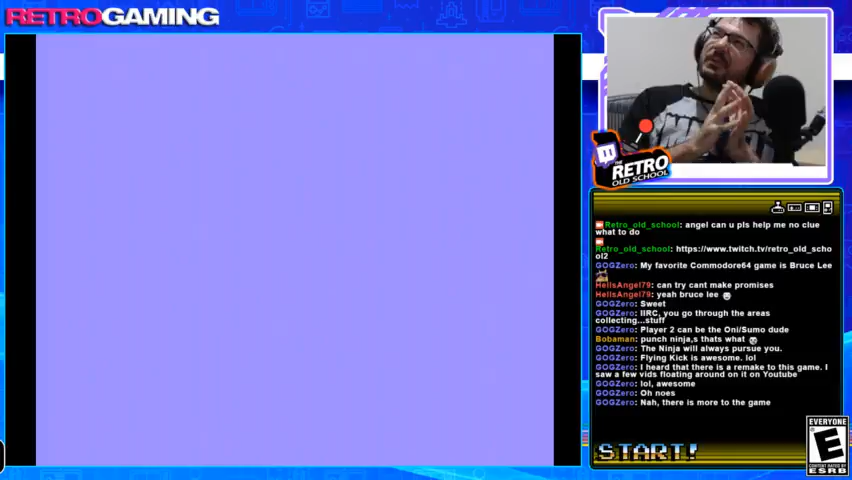 RETROGAMING
THE
RETRO
OLD SCHOOL
Retro_old_school: angel can u pls help me no clue
what to do
Retro_old_school: https://www.twitch.tv/retro_old_scho
ol2
GOGZero: My favorite Commodore64 game is Bruce Lee
HellsAngel79: can try cant make promises
HellsAngel79: yeah bruce lee
GOGZero: Sweet
GOGZero: IIRC, you go through the areas
collecting...stuff
GOGZero: Player 2 can be the Oni/Sumo dude
Bobaman: punch ninja,s thats what
GOGZero: The Ninja will always pursue you.
GOGZero: Flying Kick is awesome. lol
GOGZero: I heard that there is a remake to this game. I
saw a few vids floating around on it on Youtube
GOGZero: lol, awesome
GOGZero: Oh noes
GOGZero: Nah, there is more to the game
START!
EVERYONE
E
CONTENT RATED BY
ESRB